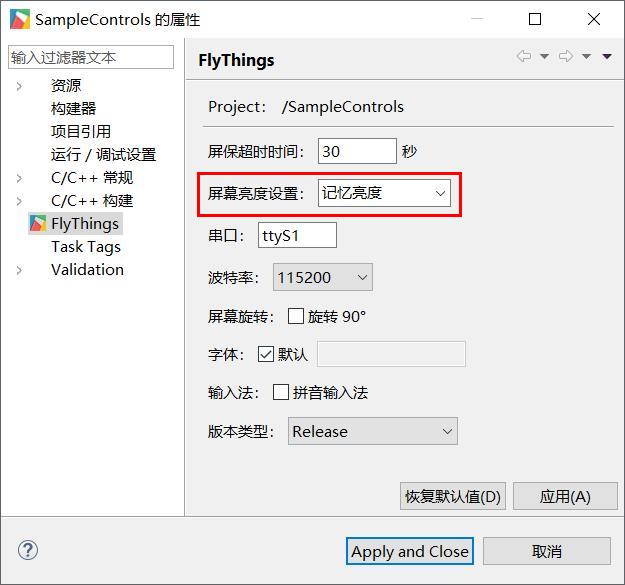 SampleControls 的属性
输入过滤器文本
资源
构建器
项目引用
运行 / 调试设置
C/C++ 常规
C/C++ 构建
FlyThings
Task Tags
Validation
FlyThings
Project: /SampleControls
屏保超时时间: 30 秒
屏幕亮度设置: 记忆亮度
串口: ttyS1
波特率: 115200
屏幕旋转: 旋转 90°
字体: 默认
输入法: 拼音输入法
版本类型: Release
恢复默认值(D) 应用(A)
? Apply and Close 取消